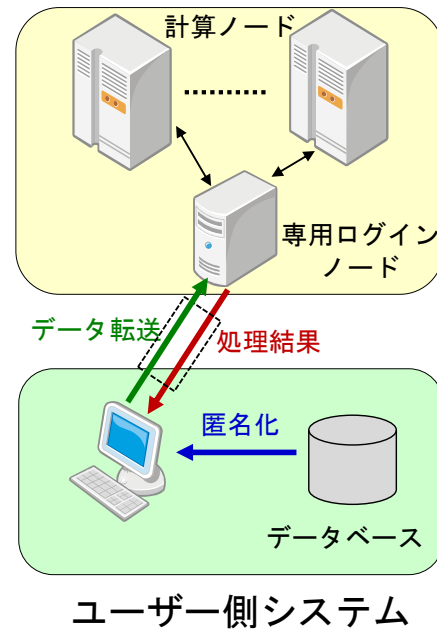 計算ノード
専用ログイン
ノード
データ転送
処理結果
匿名化
データベース
ユーザー側システム